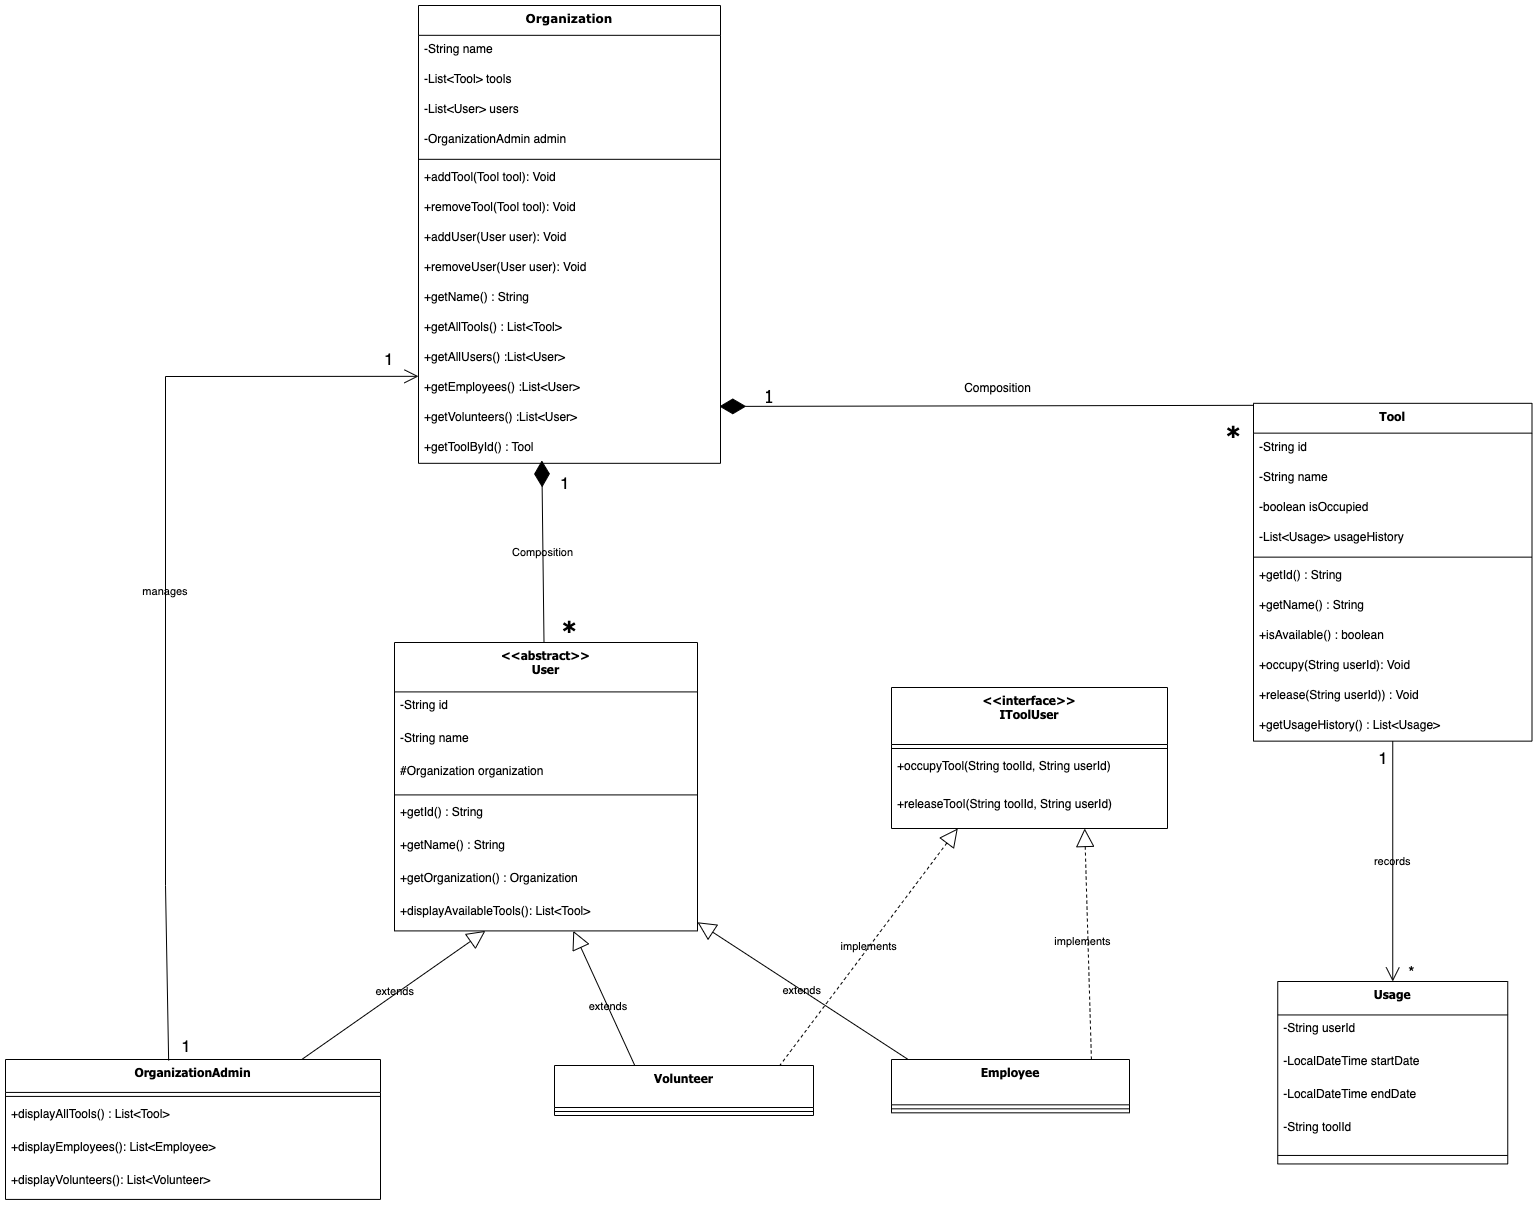 Organization
-String name
-List<Tool> tools
-List<User> users
-OrganizationAdmin admin
+addTool(Tool tool): Void
+removeTool(Tool tool): Void
+addUser(User user): Void
+removeUser(User user): Void
+getName() : String
+getAllTools() : List<Tool>
+getAllUsers() :List<User>
+getEmployees() :List<User>
+getVolunteers() :List<User>
+getToolById() : Tool
1
1
Composition
*
1
Composition
*
manages
1
Tool
-String id
-String name
-boolean isOccupied
-List<Usage> usageHistory
+getId() : String
+getName() : String
+isAvailable() : boolean
+occupy(String userId): Void
+release(String userId)) : Void
+getUsageHistory() : List<Usage>
<<abstract>>
User
-String id
-String name
#Organization organization
+getId() : String
+getName() : String
+getOrganization() : Organization
+displayAvailableTools(): List<Tool>
<<interface>>
IToolUser
+occupyTool(String toolId, String userId)
+releaseTool(String toolId, String userId)
1
records
*
extends
extends
extends
implements
implements
OrganizationAdmin
+displayAllTools() : List<Tool>
+displayEmployees(): List<Employee>
+displayVolunteers(): List<Volunteer>
Volunteer
Employee
Usage
-String userId
-LocalDateTime startDate
-LocalDateTime endDate
-String toolId